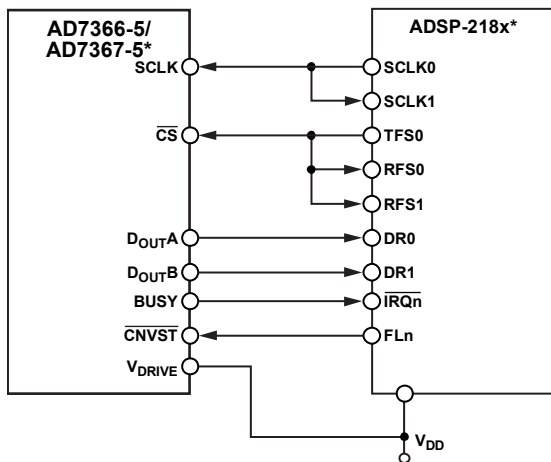 AD7366-5/
AD7367-5*
SCLK
CS
DOUTA
DOUTB
BUSY
CNVST
VDRIVE
ADSP-218x*
SCLK0
SCLK1
TFS0
RFS0
RFS1
DR0
DR1
IRQn
FLn
VDD